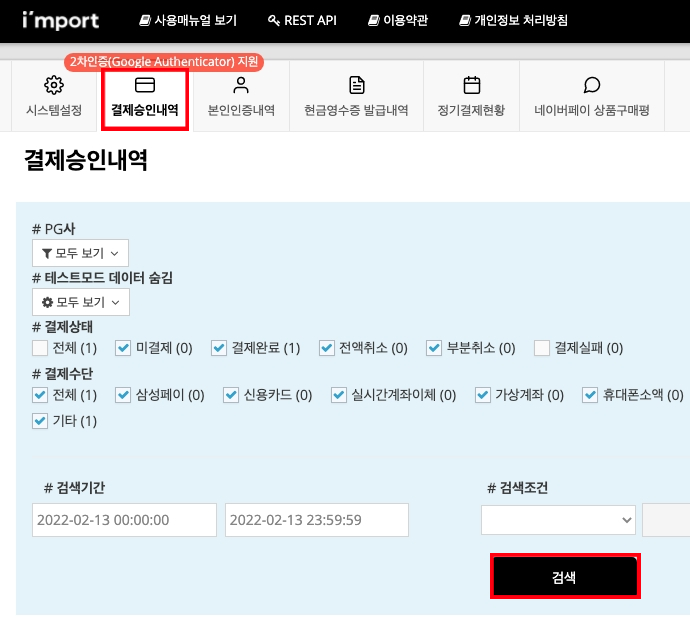 i'mport 사용매뉴얼 보기 REST API 이용약관 개인정보 처리방침
2차인증(Google Authenticator) 지원
시스템설정 결제승인내역 본인인증내역 현금영수증 발급내역 정기결제현황 네이버페이 상품구매평
결제승인내역
# PG사
모두 보기
# 테스트모드 데이터 숨김
모두 보기
# 결제상태
전체 (1) 미결제 (0) 결제완료 (1) 전액취소 (0) 부분취소 (0) 결제실패 (0)
# 결제수단
전체 (1) 삼성페이 (0) 신용카드 (0) 실시간계좌이체 (0) 가상계좌 (0) 휴대폰소액 (0)
기타 (1)
# 검색기간 # 검색조건
2022-02-13 00:00:00 2022-02-13 23:59:59
검색